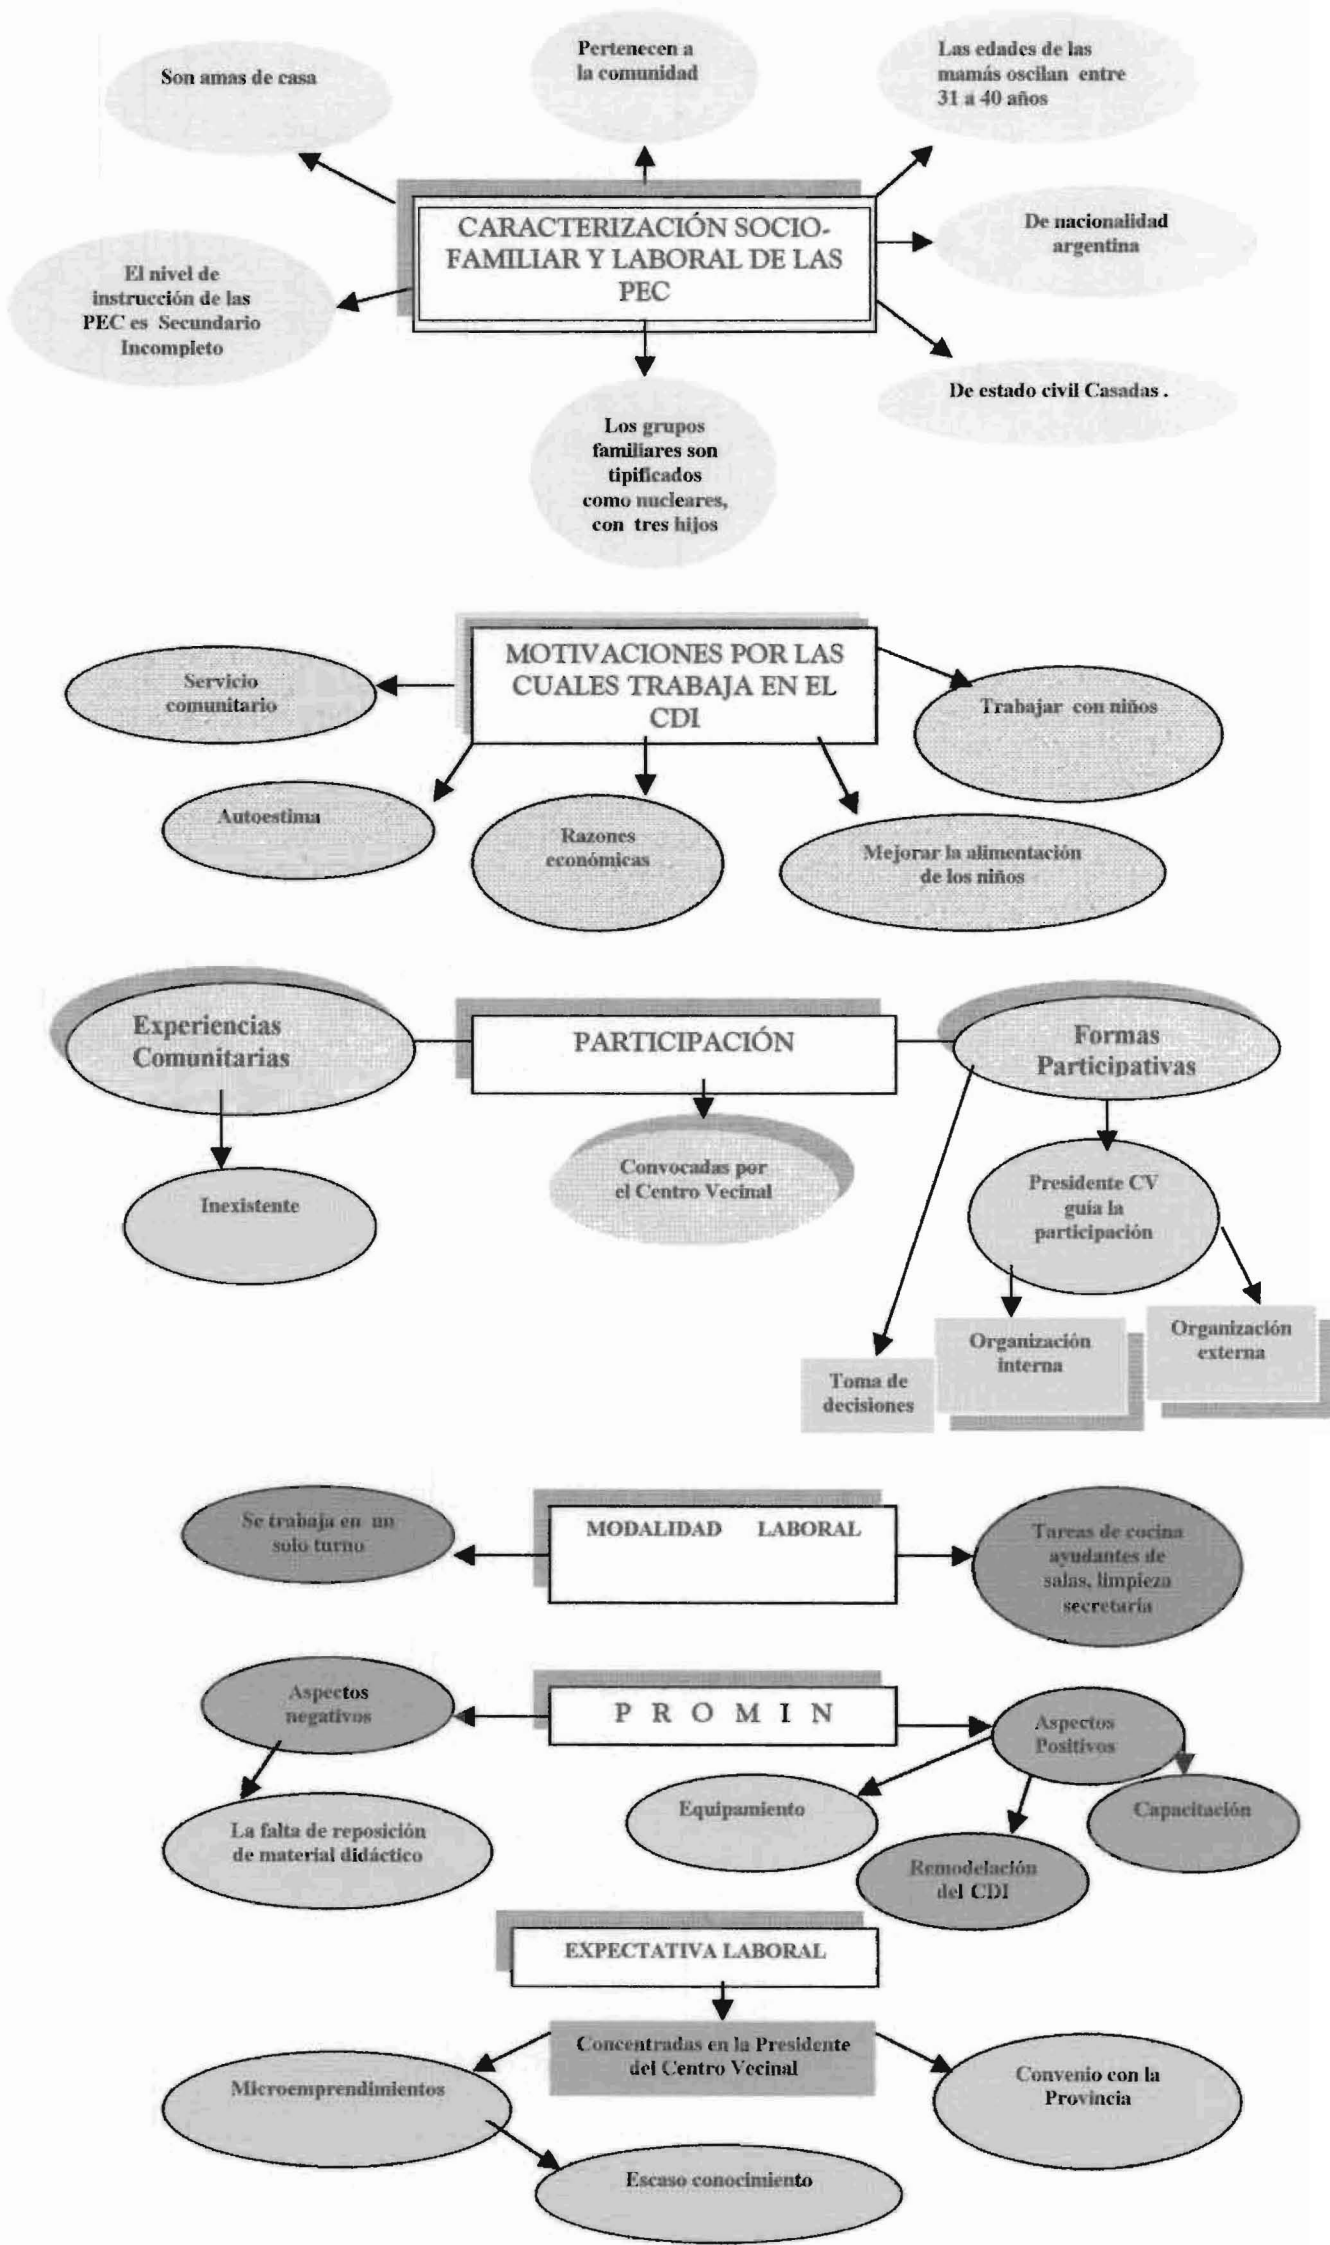 Son amas de casa
Pertenecen a
la comunidad
Las edades de las
mamás oscilan entre
31 a 40 años
CARACTERIZACIÓN SOCIO-
FAMILIAR Y LABORAL DE LAS
PEC
De nacionalidad
argentina
El nivel de
instrucción de las
PEC es Secundario
Incompleto
De estado civil Casadas .
Los grupos
familiares son
tipificados
como nucleares,
con tres hijos
MOTIVACIONES POR LAS
CUALES TRABAJA EN EL
CDI
Servicio
comunitario
Trabajar con niños
Autoestima
Razones
económicas
Mejorar la alimentación
de los niños
Experiencias
Comunitarias
PARTICIPACIÓN
Formas
Participativas
Inexistente
Convocadas por
el Centro Vecinal
Presidente CV
guía la
participación
Toma de
decisiones
Organización
interna
Organización
externa
Se trabaja en un
solo turno
MODALIDAD LABORAL
Tareas de cocina
ayudantes de
salas, limpieza
secretaría
Aspectos
negativos
P R O M I N
Aspectos
Positivos
La falta de reposición
de material didáctico
Equipamiento
Remodelación
del CDI
Capacitación
EXPECTATIVA LABORAL
Concentradas en la Presidente
del Centro Vecinal
Microemprendimientos
Convenio con la
Provincia
Escaso conocimiento